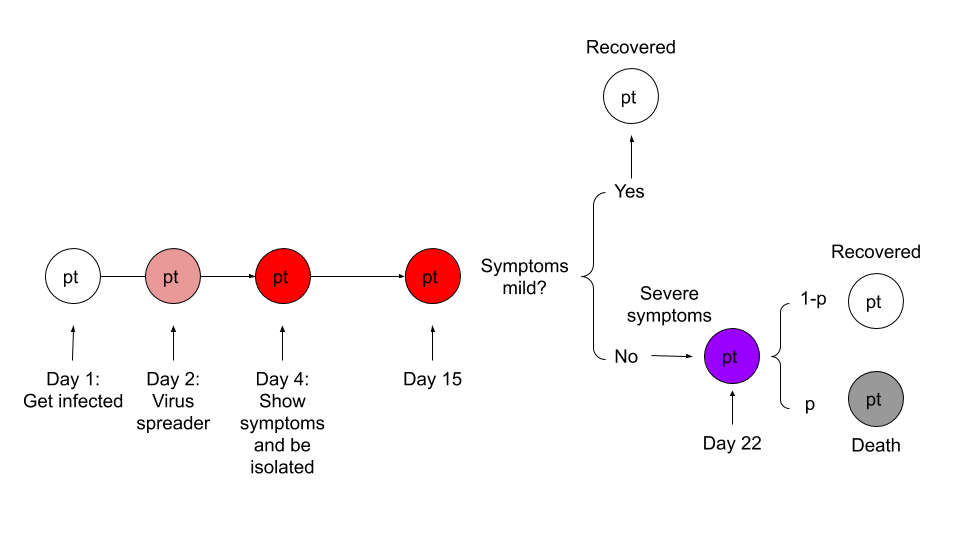 Recovered
pt
Yes
Symptoms
mild?
No
Severe
symptoms
pt
Day 22
Recovered
1-p
pt
p
pt
Death
pt
pt
pt
pt
Day 1:
Get infected
Day 2:
Virus
spreader
Day 4:
Show
symptoms
and be
isolated
Day 15